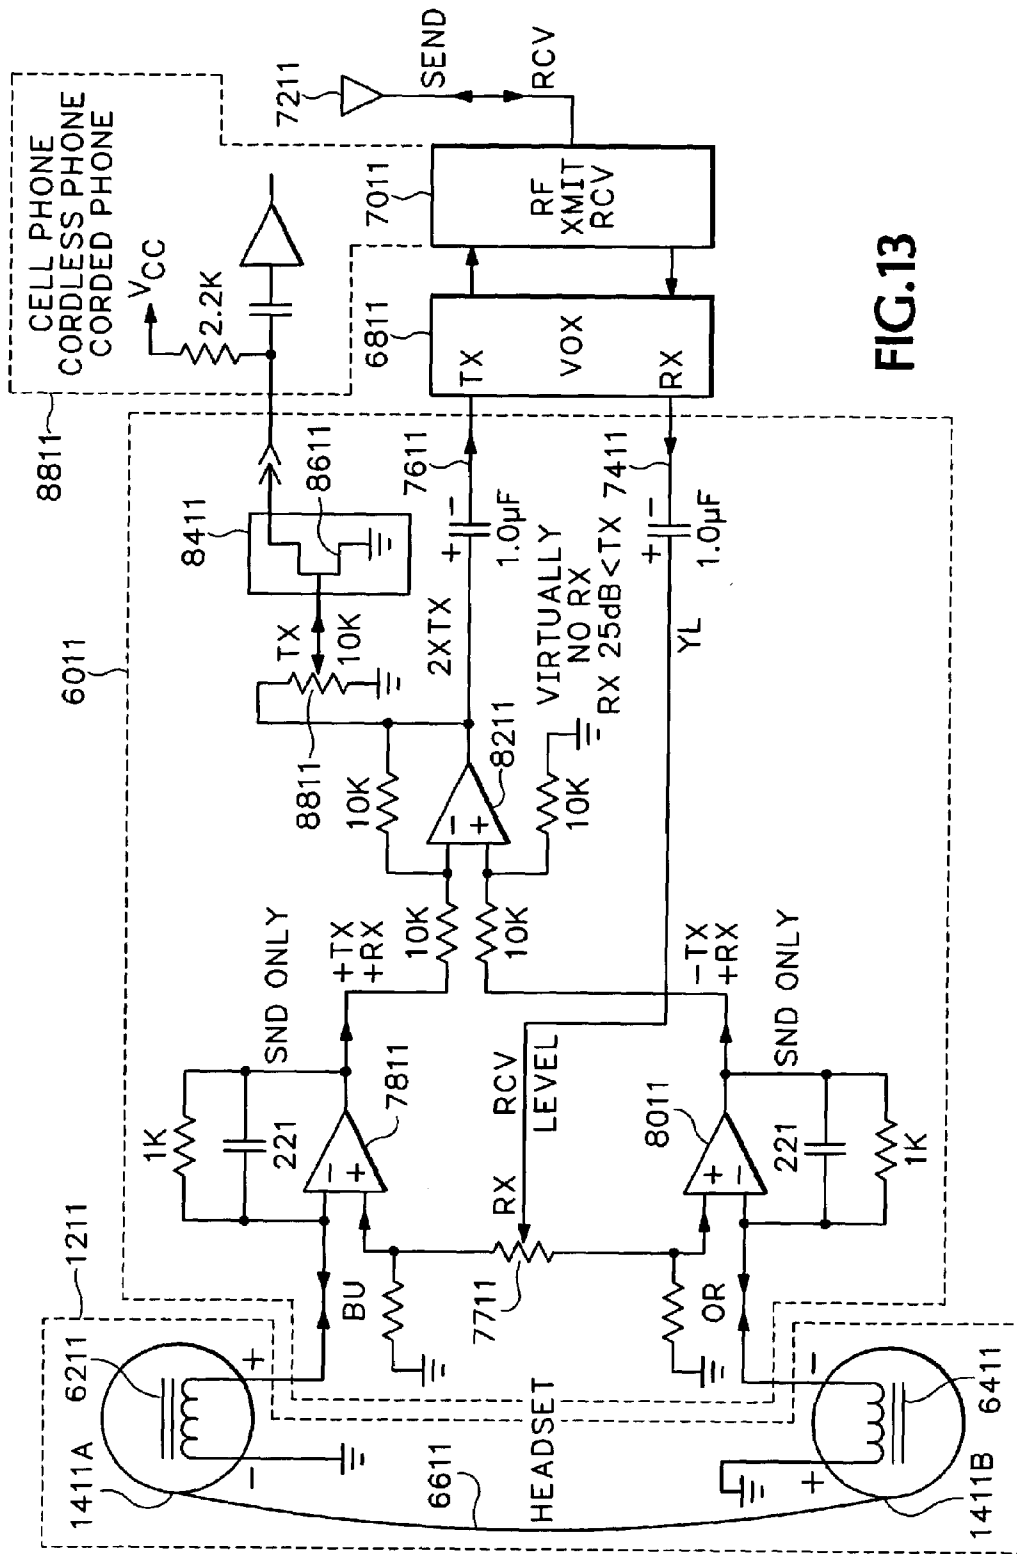 CELL PHONE
CORDLESS PHONE
CORDED PHONE
8811
VCC
2.2K
7211
SEND
RCV
7011
RF
XMIT
RCV
6811
TX
VOX
RX
6011
8411
8611
TX
10K
8811
7611
+
−
1.0µF
2XTX
VIRTUALLY
NO RX
RX 25dB<TX
7411
+
−
1.0µF
YL
10K
−
+
8211
10K
10K
10K
SND ONLY
+TX
+RX
1K
221
−
+
7811
RX
RCV
LEVEL
7711
−TX
+RX
SND ONLY
8011
+
−
221
1K
BU
OR
1211
6211
+
−
1411A
6611
HEADSET
−
+
6411
1411B
FIG.13